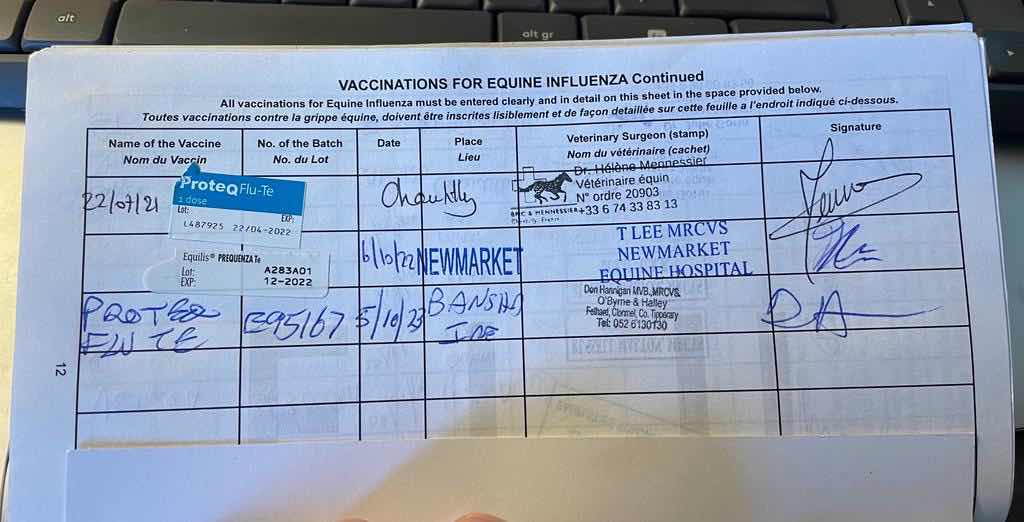 alt
alt gr
VACCINATIONS FOR EQUINE INFLUENZA Continued
All vaccinations for Equine Influenza must be entered clearly and in detail on this sheet in the space provided below.
Toutes vaccinations contre la grippe équine, doivent être inscrites lisiblement et de façon detaillée sur cette feuille a l'endroit indiqué ci-dessous.
Name of the Vaccine
Nom du Vaccin
No. of the Batch
No. du Lot
Date
Place
Lieu
Veterinary Surgeon (stamp)
Nom du vétérinaire (cachet)
Signature
22/07/21
ProteqFlu-Te
1 dose
Lot:
EXP:
L487925 22/04-2022
Chantilly
Dr. Hélène Mennessier
Vétérinaire équin
N° ordre 20903
+33 6 74 33 83 13
& MENNESSIER
Equilis® PREQUENZA Te
Lot: A283A01
EXP: 12-2022
6/10/22
NEWMARKET
T LEE MRCVS
NEWMARKET
EQUINE HOSPITAL
PROTEQ
FLU TE
E95167
5/10/23
BANSHA
IRE
Don Hannigan MVB.,MRCVS.
O'Byrne & Halley
Fethard, Clonmel, Co. Tipperary
Tel: 052 6130130
12